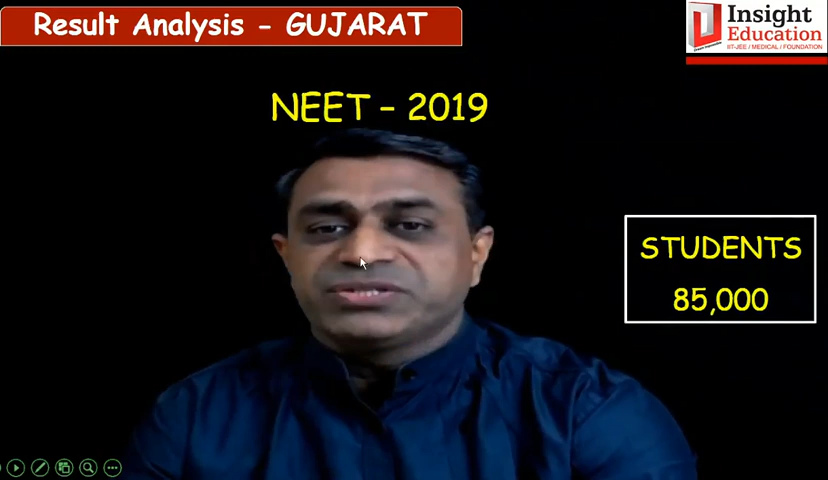 Result Analysis - GUJARAT
Insight
Education
IIT-JEE / MEDICAL / FOUNDATION
NEET – 2019
STUDENTS
85,000